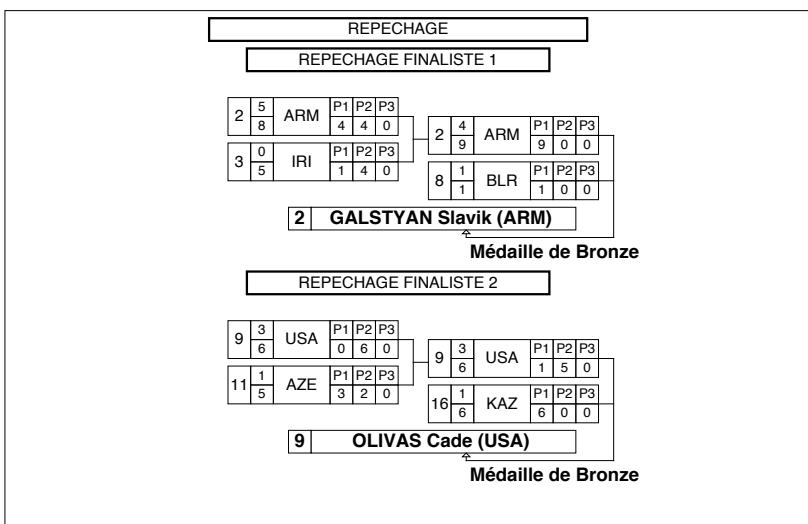 REPECHAGE
REPECHAGE FINALISTE 1
2 5 ARM P1 P2 P3
8 4 4 0
2 4 ARM P1 P2 P3
9 9 0 0
3 0 IRI P1 P2 P3
5 1 4 0
8 1 BLR P1 P2 P3
1 1 0 0
2 GALSTYAN Slavik (ARM)
Médaille de Bronze
REPECHAGE FINALISTE 2
9 3 USA P1 P2 P3
6 0 6 0
9 3 USA P1 P2 P3
6 1 5 0
11 1 AZE P1 P2 P3
5 3 2 0
16 1 KAZ P1 P2 P3
6 6 0 0
9 OLIVAS Cade (USA)
Médaille de Bronze